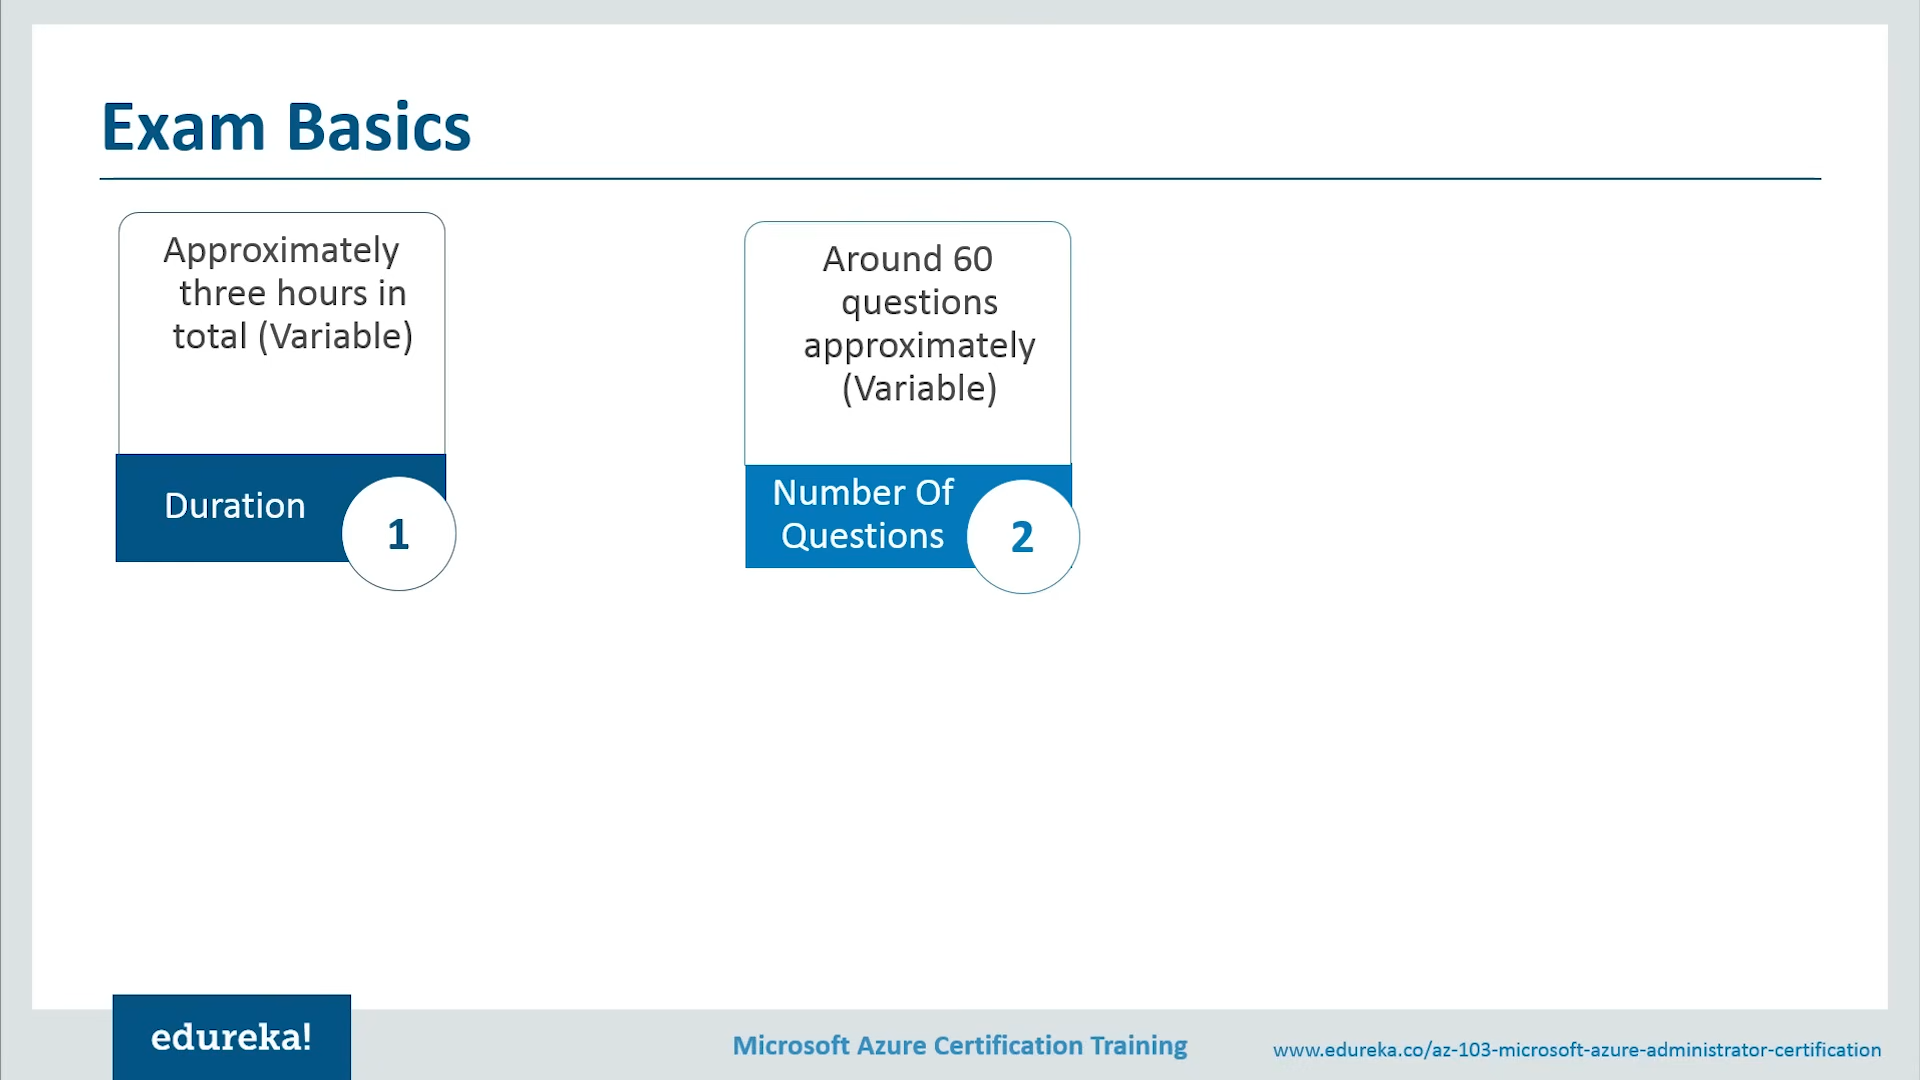 Exam Basics
Approximately
three hours in
total (Variable)
Duration
1
Around 60
questions
approximately
(Variable)
Number Of
Questions
2
edureka!
Microsoft Azure Certification Training
www.edureka.co/az-103-microsoft-azure-administrator-certification